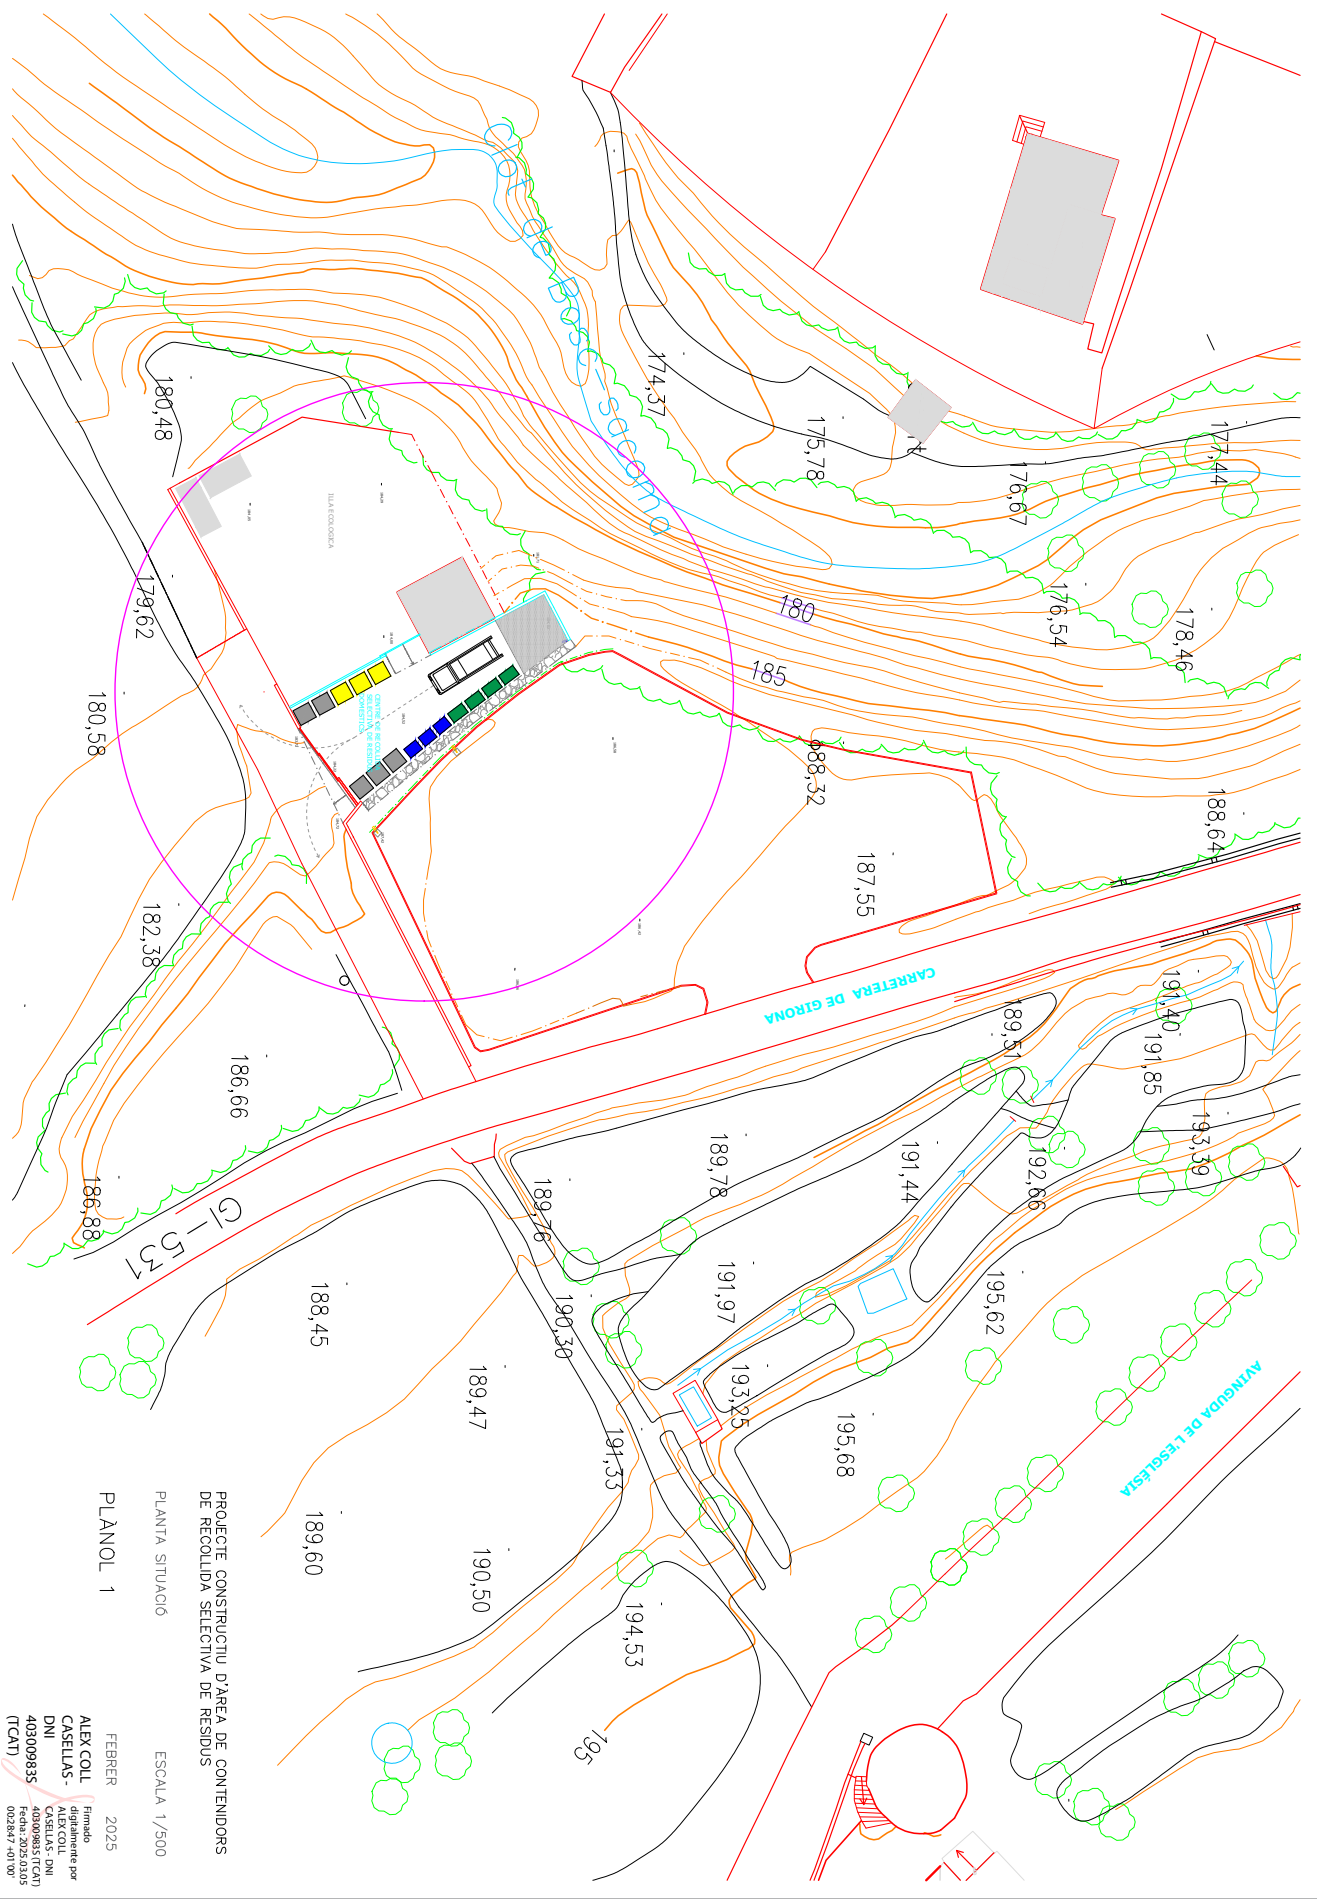 Clot de Bosc-sacomo
174,37
175,78
177,44
176,67
180,48
ILLA ECOLOGICA
176,54
178,46
179,62
180
185
180,58
188,32
188,64
187,55
182,38
CARRETERA DE GIRONA
191,40
189,51
191,85
186,66
193,39
189,78
191,44
192,66
186,88
189,76
GI-531
191,97
195,62
188,45
190,30
189,47
193,25
195,68
191,33
AVINGUDA DE L'ESGLÉSIA
189,60
190,50
194,53
195
PROJECTE CONSTRUCTIU D'ÀREA DE CONTENIDORS
DE RECOLLIDA SELECTIVA DE RESIDUS
PLANTA SITUACIÓ
ESCALA 1/500
PLÀNOL 1
FEBRER 2025
ALEX COLL
CASELLAS -
DNI
40300983S
(TCAT)
Firmado
digitalmente por
ALEX COLL
CASELLAS - DNI
40300983S (TCAT)
Fecha: 2025.03.05
00:28:47 +01'00'